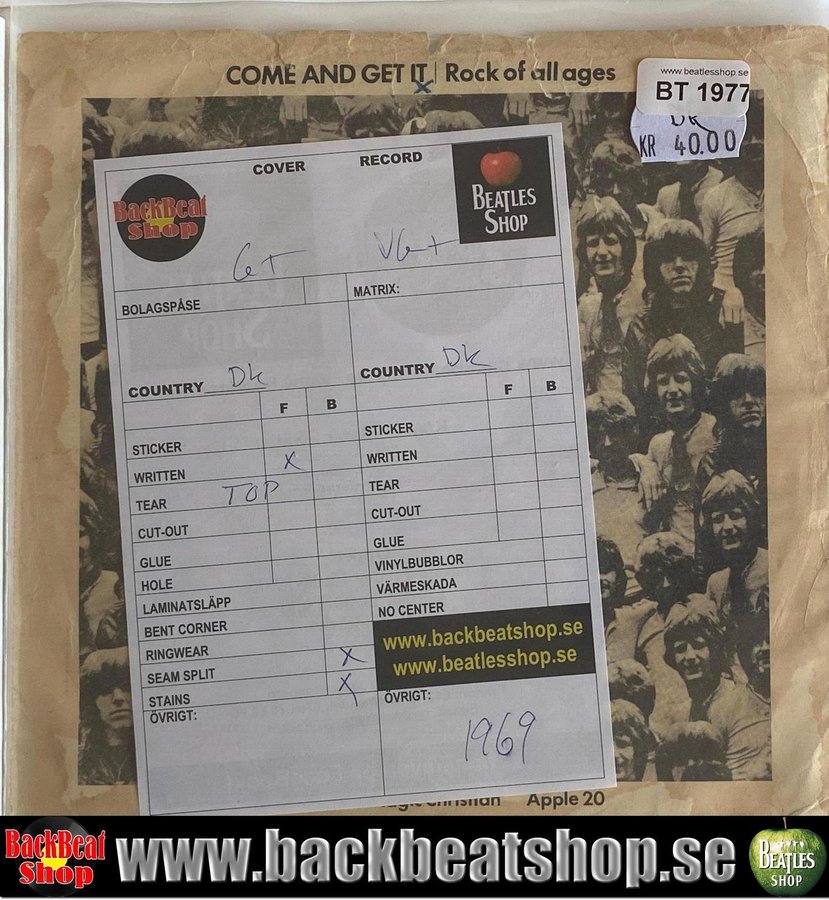 COME AND GET IT | Rock of all ages
www.beatlesshop.se
BT 1977
DK
KR 40.00
COVER RECORD
BackBeat
Shop
BEATLES
SHOP
G+ VG+
BOLAGSPÅSE MATRIX:
COUNTRY DK COUNTRY DK
F B F B
STICKER STICKER
WRITTEN X WRITTEN
TEAR TOP TEAR
CUT-OUT CUT-OUT
GLUE GLUE
HOLE VINYLBUBBLOR
LAMINATSLÄPP VÄRMESKADA
BENT CORNER NO CENTER
RINGWEAR www.backbeatshop.se
SEAM SPLIT X www.beatlesshop.se
STAINS X
ÖVRIGT: ÖVRIGT:
1969
Christian Apple 20
BackBeat
Shop
www.backbeatshop.se
BEATLES
SHOP